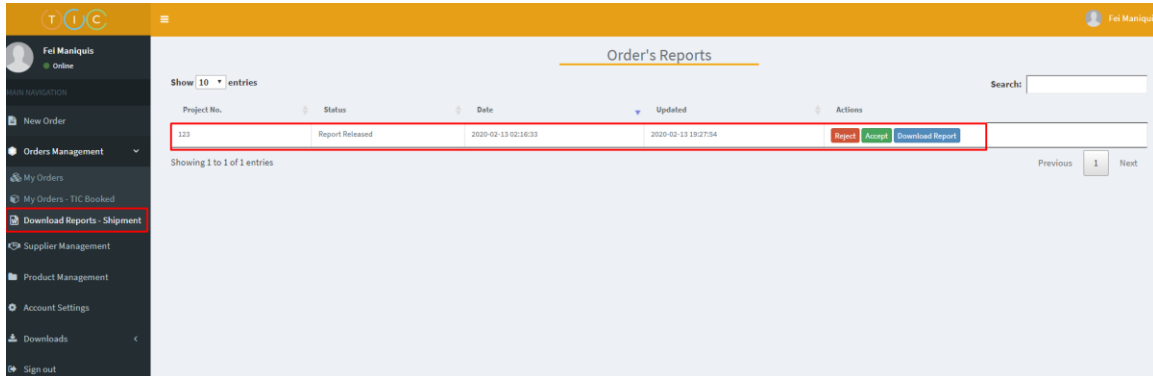 TIC
Fei Maniqui
Fei Maniquis
Online
MAIN NAVIGATION
New Order
Orders Management
My Orders
My Orders - TIC Booked
Download Reports - Shipment
Supplier Management
Product Management
Account Settings
Downloads
Sign out
Order's Reports
Show 10 entries
Search:
Project No. Status Date Updated Actions
123 Report Released 2020-02-13 02:16:33 2020-02-13 19:27:54 Reject Accept Download Report
Showing 1 to 1 of 1 entries
Previous 1 Next